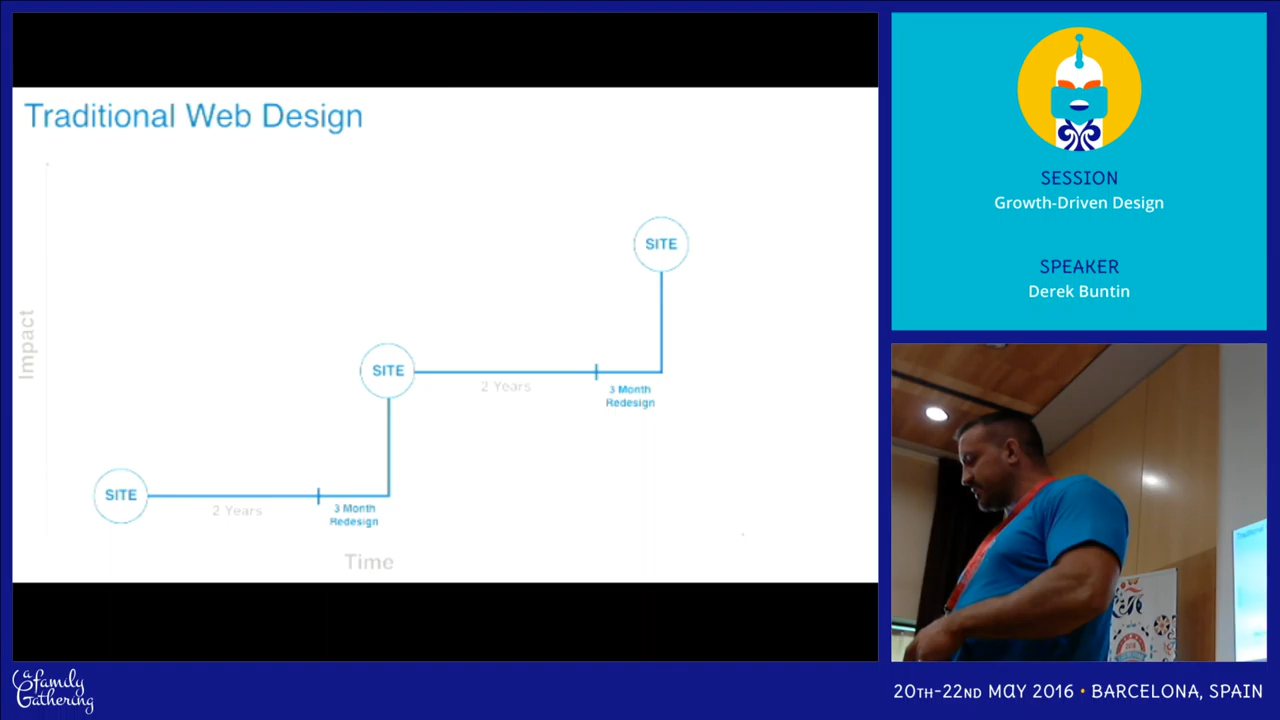 Traditional Web Design
Impact
SITE
SITE
2 Years
3 Month
Redesign
SITE
2 Years
3 Month
Redesign
Time
SESSION
Growth-Driven Design
SPEAKER
Derek Buntin
a family
Gathering
20TH-22ND MAY 2016 • BARCELONA, SPAIN